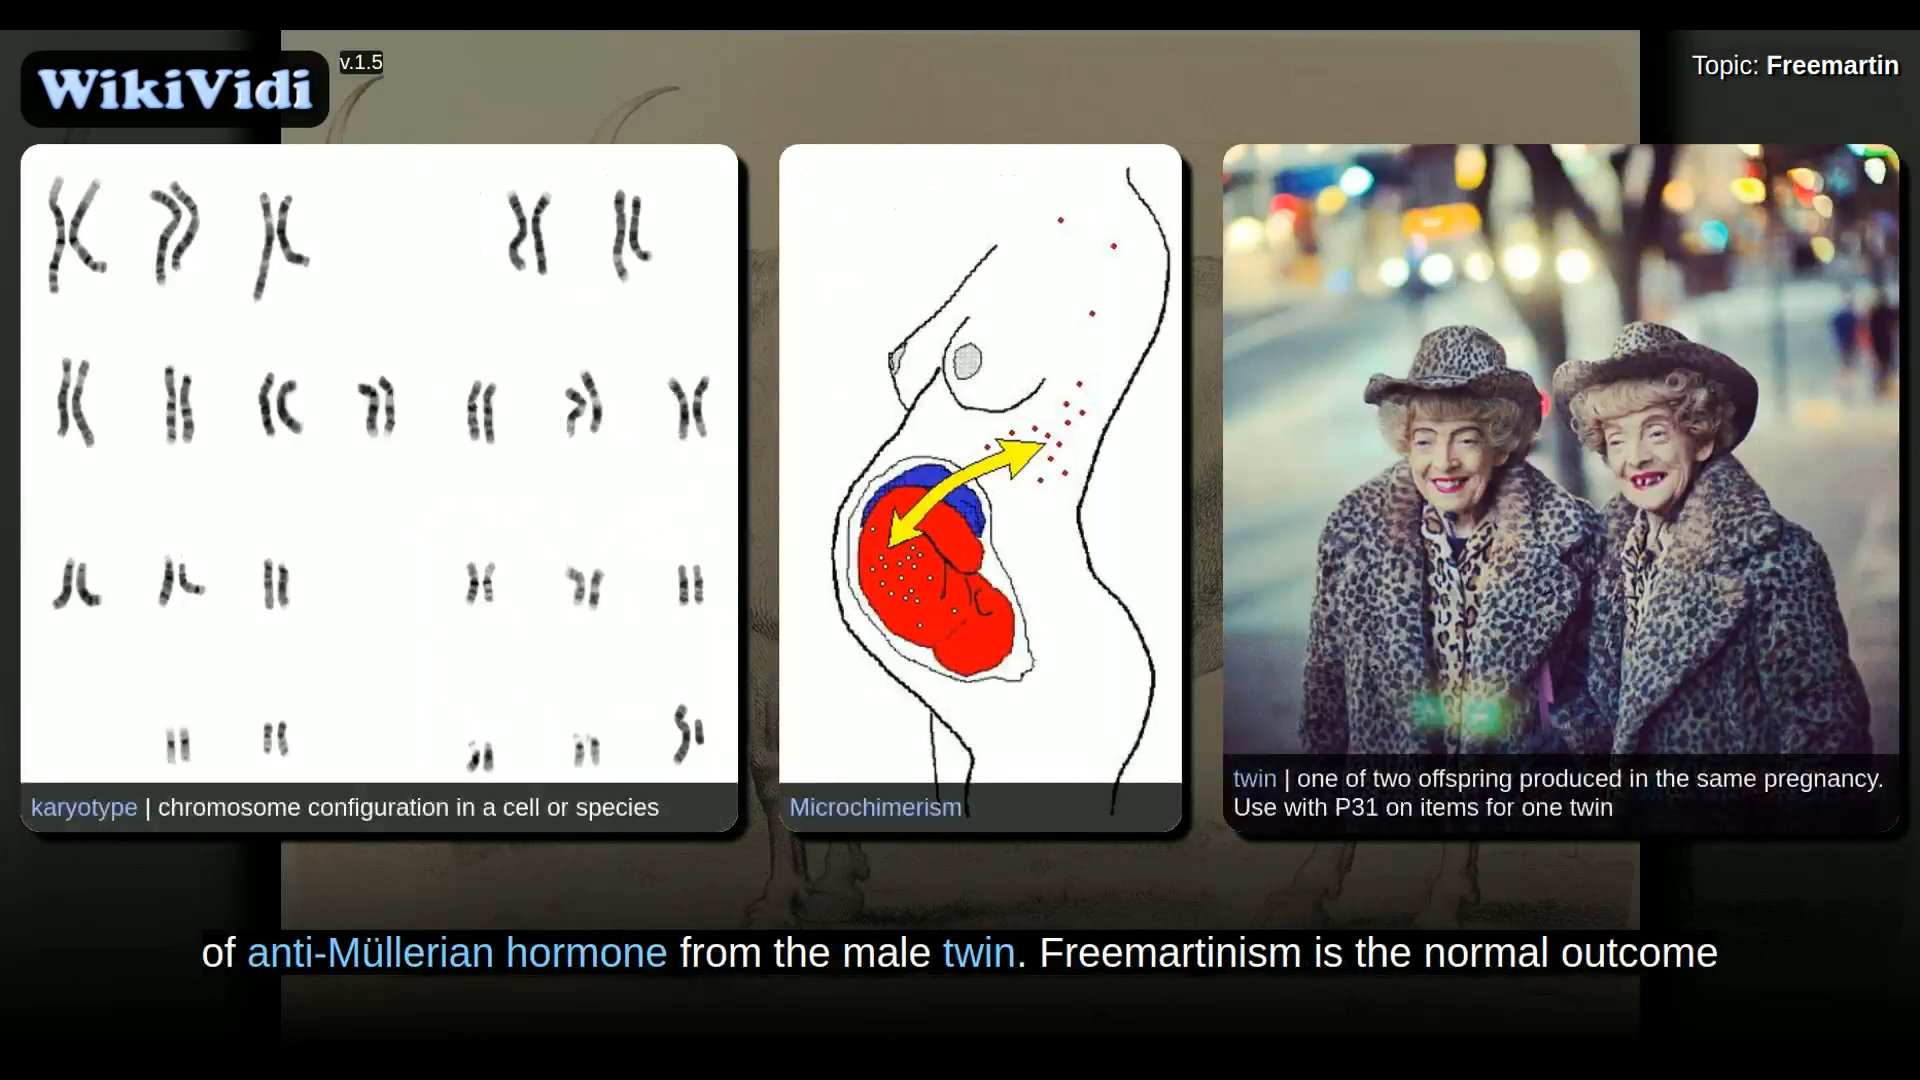 WikiVidi
v.1.5
Topic: Freemartin
karyotype | chromosome configuration in a cell or species
Microchimerism
twin | one of two offspring produced in the same pregnancy.
Use with P31 on items for one twin
of anti-Müllerian hormone from the male twin. Freemartinism is the normal outcome